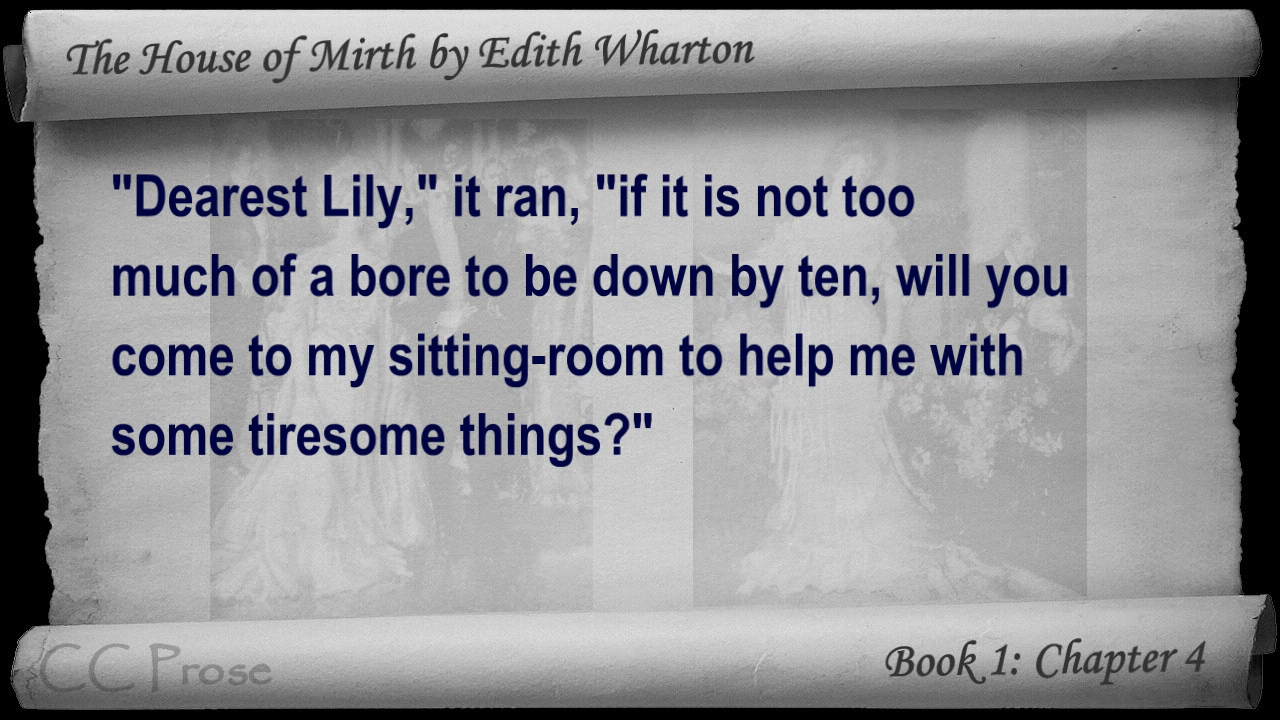 The House of Mirth by Edith Wharton
"Dearest Lily," it ran, "if it is not too
much of a bore to be down by ten, will you
come to my sitting-room to help me with
some tiresome things?"
CC Prose
Book 1: Chapter 4